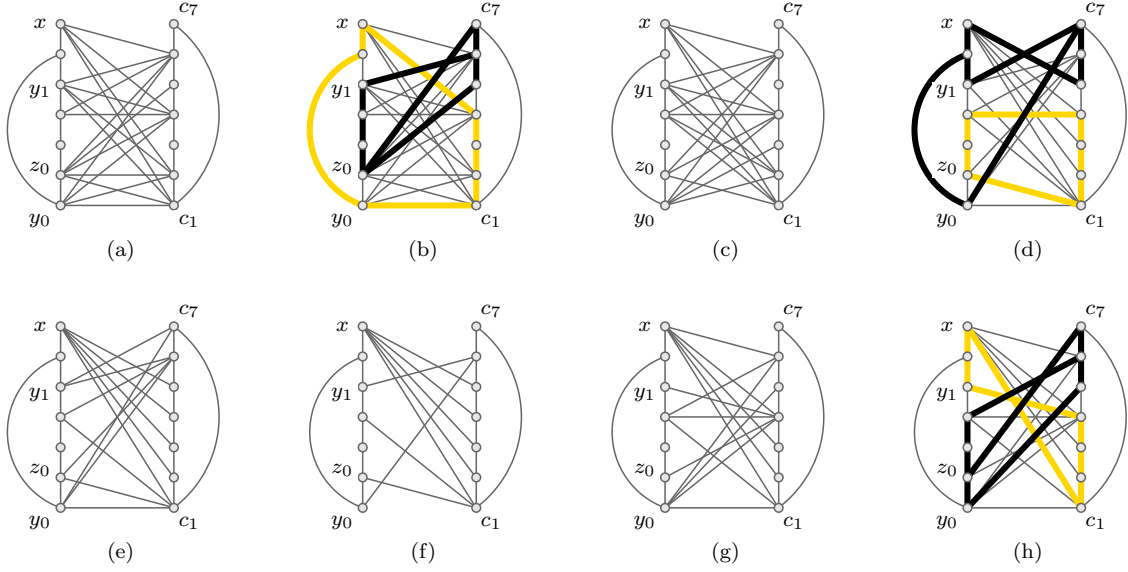 c₇ c₇ c₇ c₇
x x x x
y₁ y₁ y₁ y₁
z₀ z₀ z₀ z₀
y₀ c₁ y₀ c₁ y₀ c₁ y₀ c₁
(a) (b) (c) (d)
c₇ c₇ c₇ c₇
x x x x
y₁ y₁ y₁ y₁
z₀ z₀ z₀ z₀
y₀ c₁ y₀ c₁ y₀ c₁ y₀ c₁
(e) (f) (g) (h)